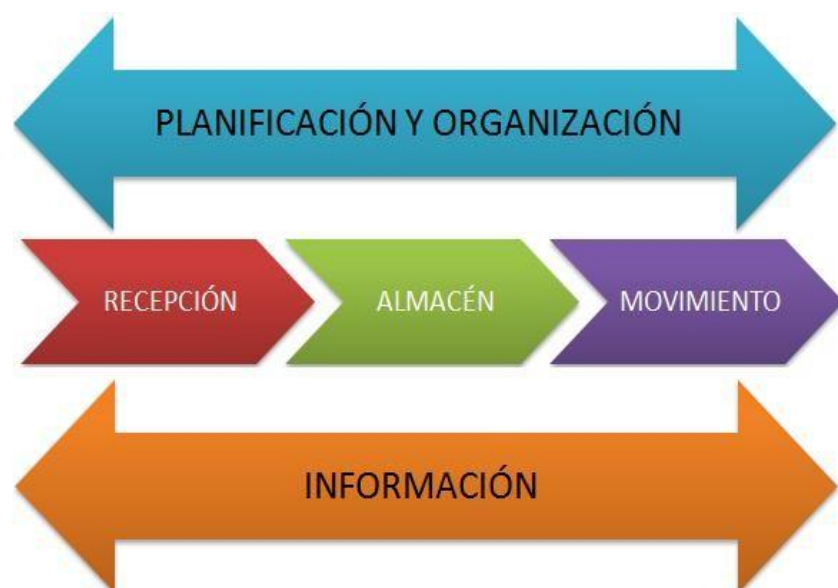 PLANIFICACIÓN Y ORGANIZACIÓN
RECEPCIÓN
ALMACÉN
MOVIMIENTO
INFORMACIÓN